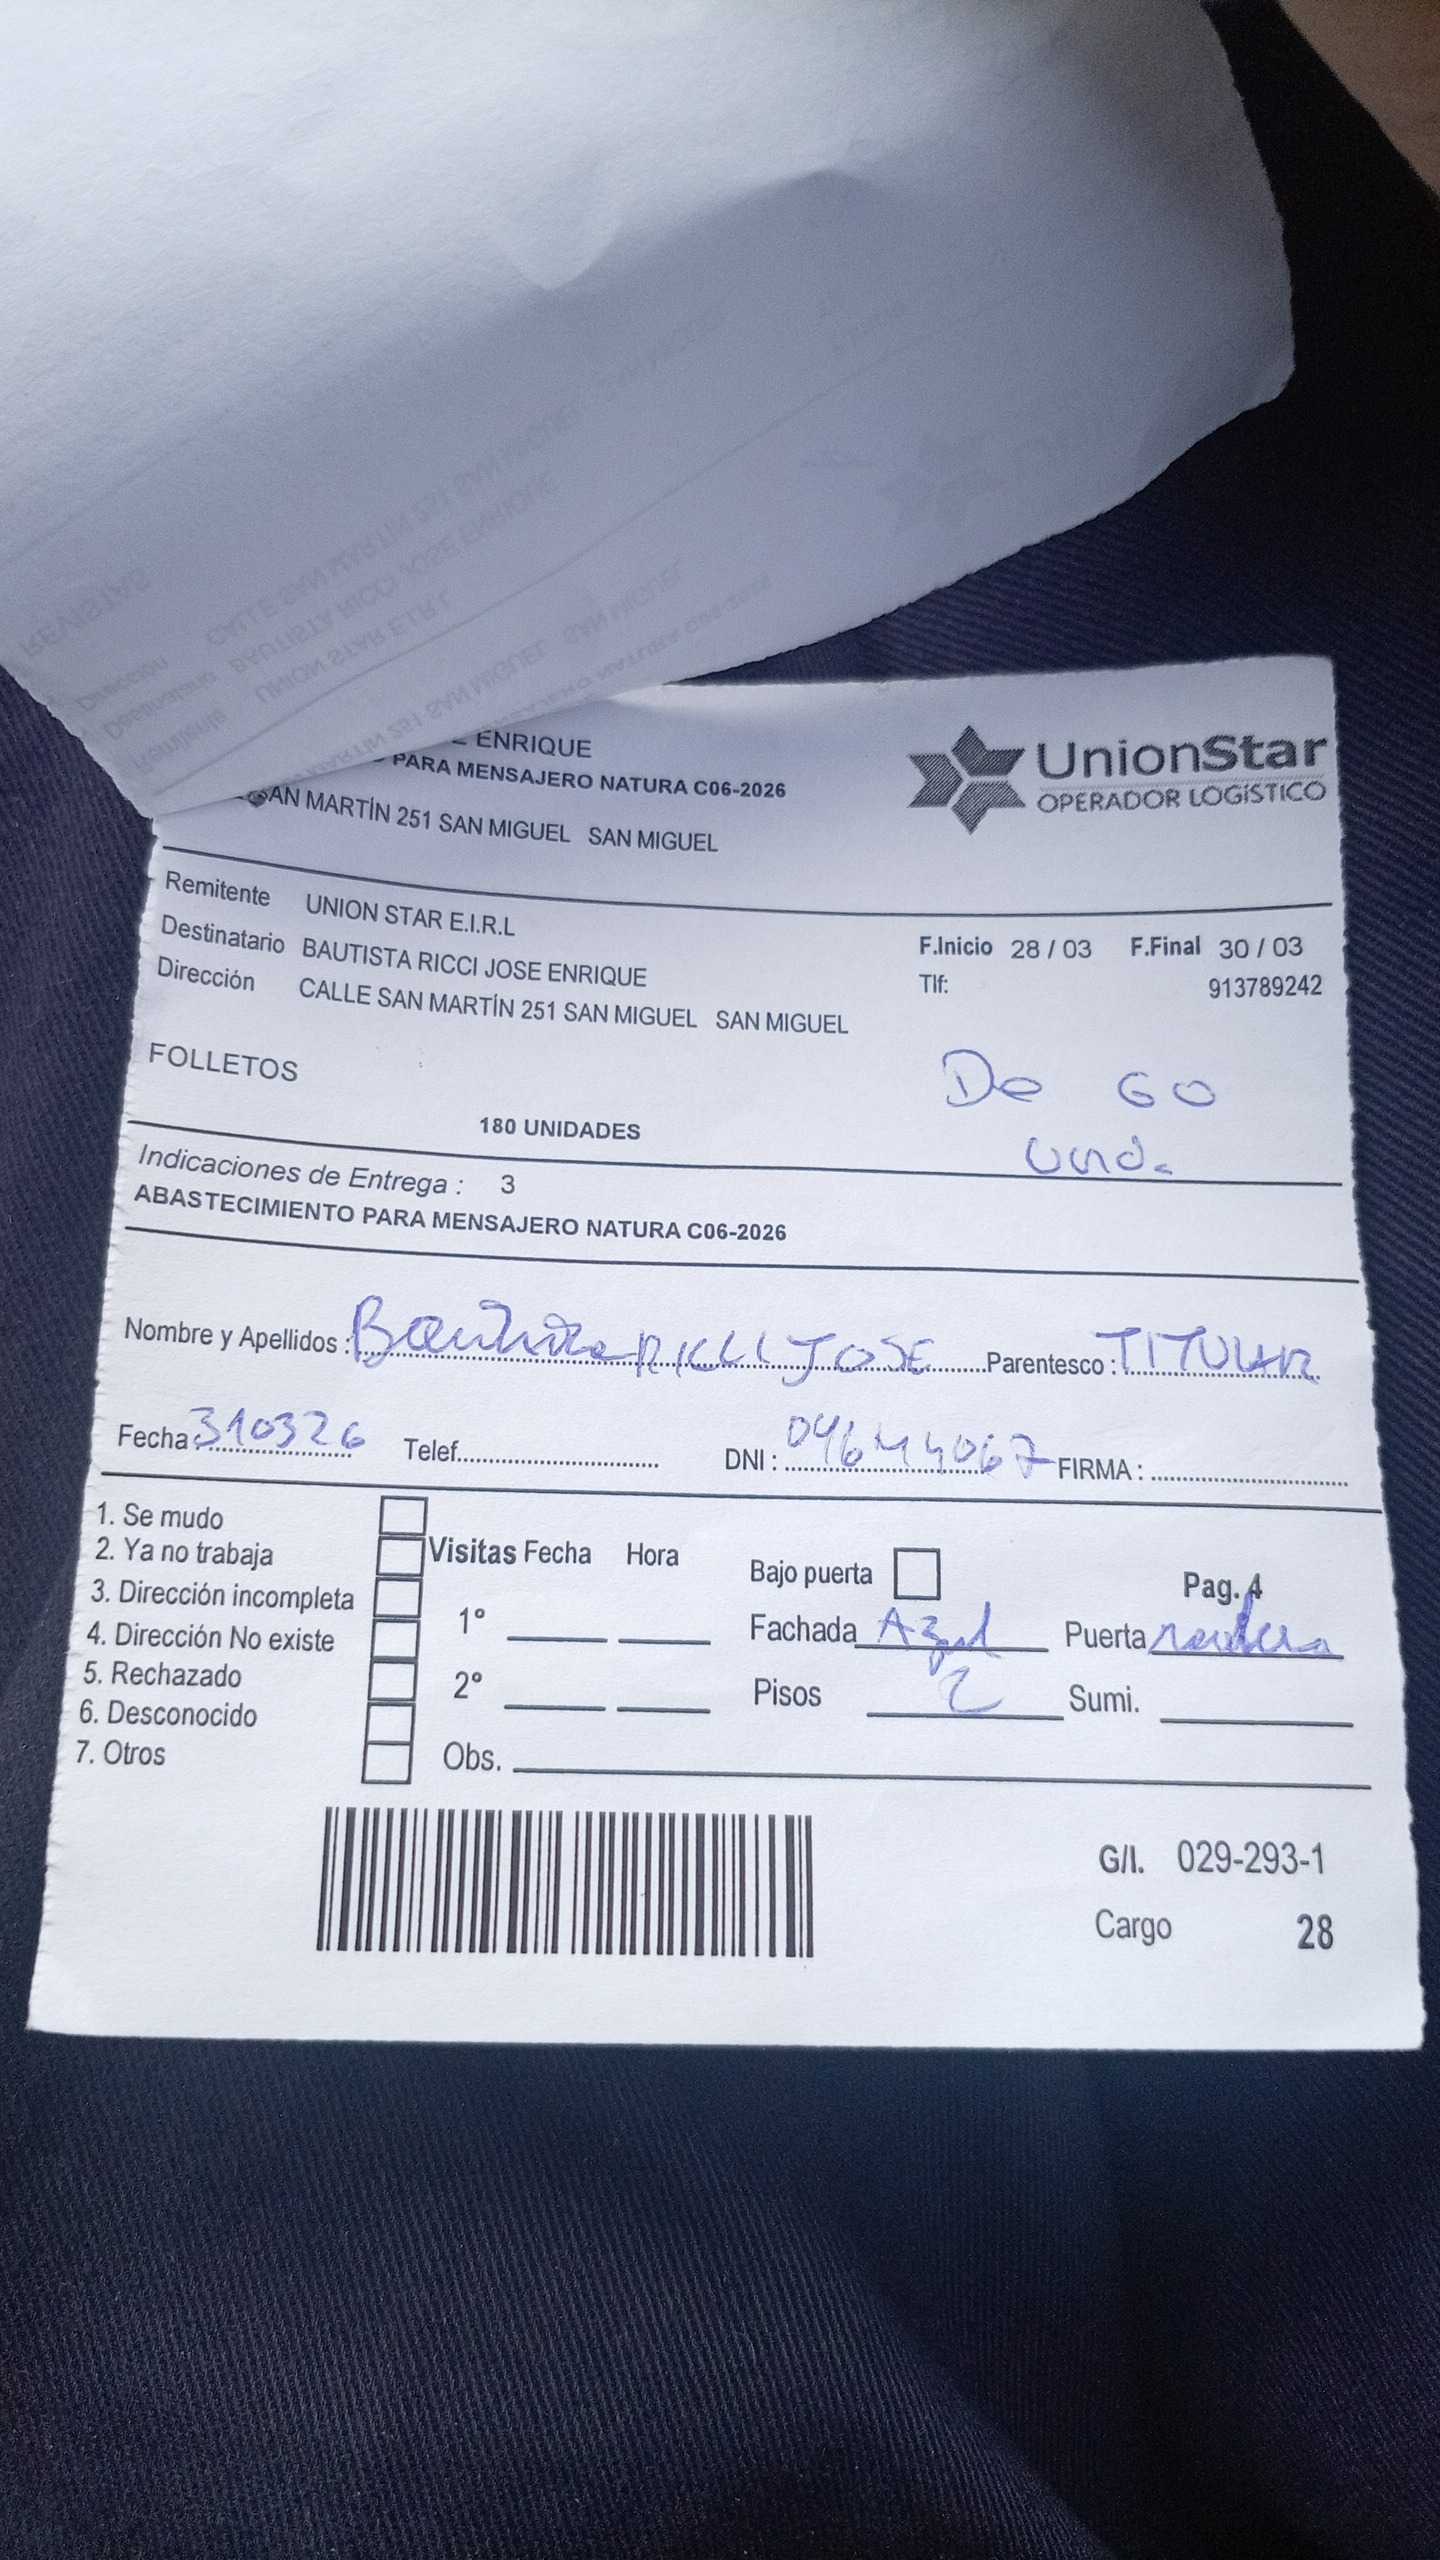 ENRIQUE
PARA MENSAJERO NATURA C06-2026
SAN MARTÍN 251 SAN MIGUEL SAN MIGUEL
UnionStar
OPERADOR LOGÍSTICO
Remitente UNION STAR E.I.R.L
Destinatario BAUTISTA RICCI JOSE ENRIQUE
Dirección CALLE SAN MARTÍN 251 SAN MIGUEL SAN MIGUEL
F.Inicio 28 / 03 F.Final 30 / 03
Tlf: 913789242
FOLLETOS
De 60
Und.
180 UNIDADES
Indicaciones de Entrega : 3
ABASTECIMIENTO PARA MENSAJERO NATURA C06-2026
Nombre y Apellidos : Bautista RICCI JOSE Parentesco : TITULAR
Fecha : 310326 Telef. DNI : FIRMA :
1. Se mudo
2. Ya no trabaja
3. Dirección incompleta
4. Dirección No existe
5. Rechazado
6. Desconocido
7. Otros
Visitas Fecha Hora
1°
2°
Obs.
Bajo puerta
Pag. 4
Fachada Azul Puerta madera
Pisos 2 Sumi.
G/I. 029-293-1
Cargo 28